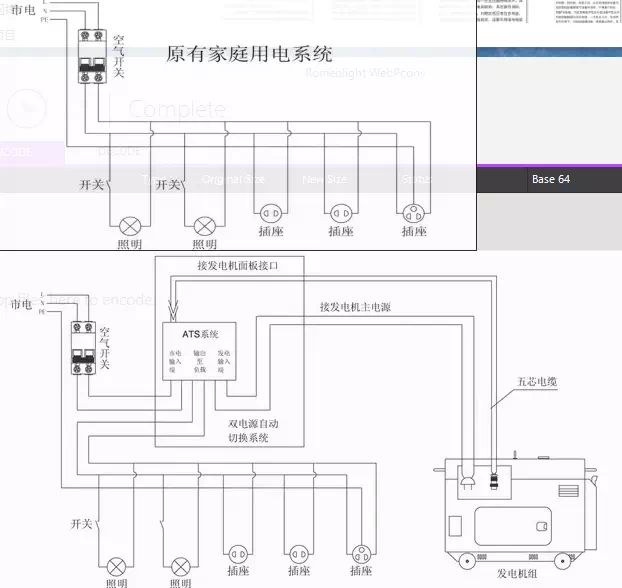 市电
L
N
PE
空气开关
原有家庭用电系统
Romeolight WebPcons
Complete
DECODE
开关
开关
Original Size
New Size
Status
Base 64
照明
照明
插座
插座
插座
接发电机面板接口
市电
L
N
PE
here to encode
空气开关
ATS系统
市电输入端
输出至负载
发电输入端
接发电机主电源
双电源自动
切换系统
五芯电缆
开关
照明
照明
插座
插座
插座
发电机组